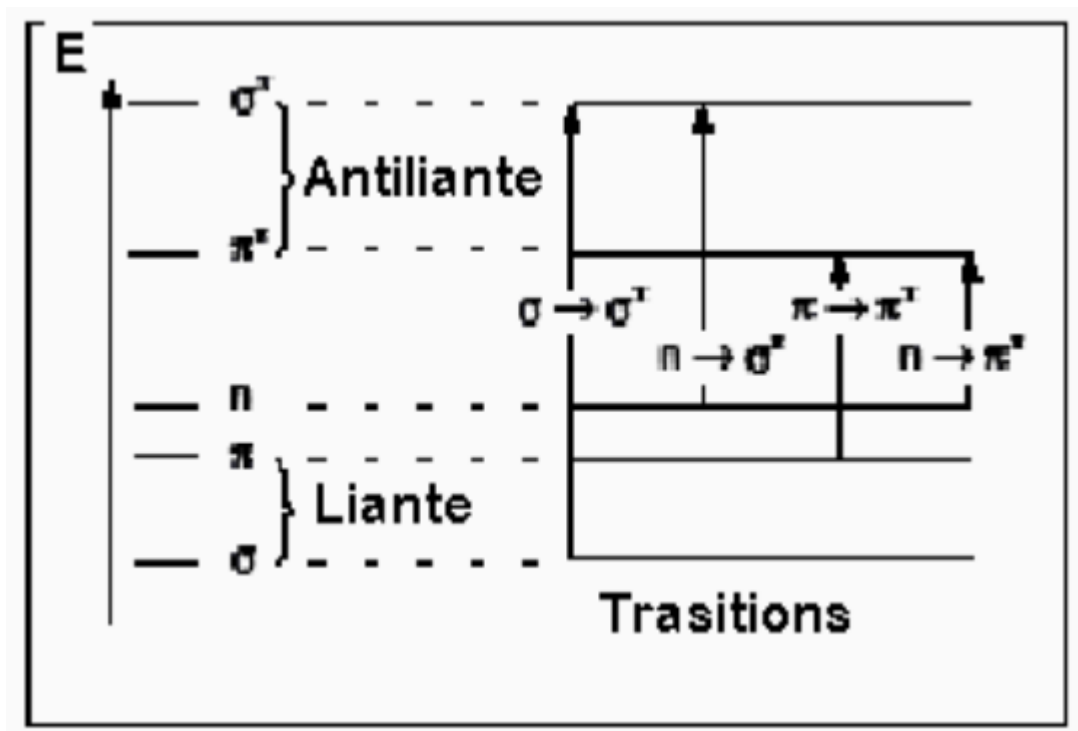 E
σ*
Antiliante
π*
σ → σ*
π → π*
n → σ*
n → π*
n
π
Liante
σ
Trasitions